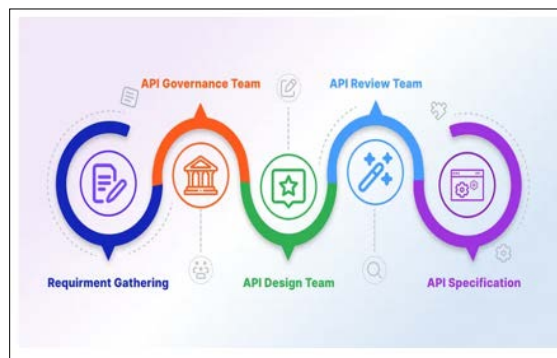 API Governance Team
API Review Team
Requirment Gathering
API Design Team
API Specification